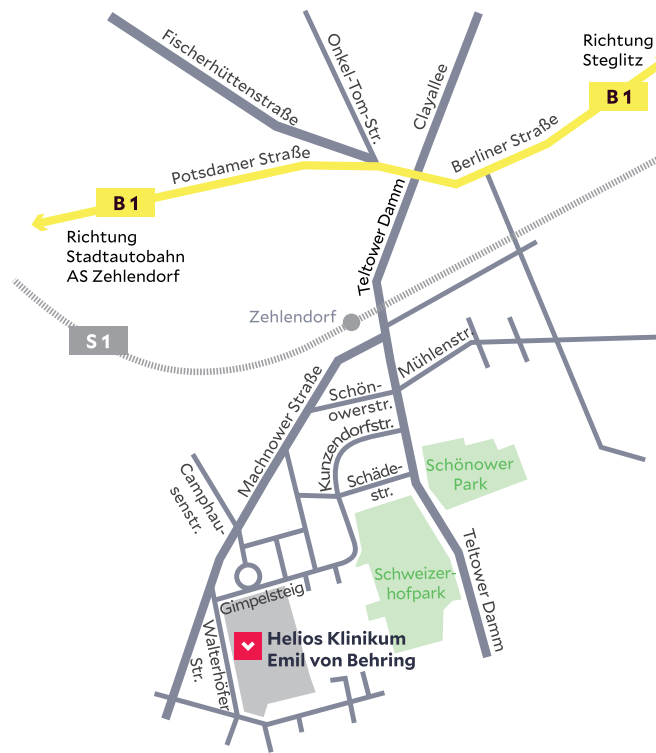 Richtung
Steglitz
B 1
Fischerhüttenstraße
Onkel-Tom-Str.
Clayallee
Berliner Straße
Potsdamer Straße
B 1
Richtung
Stadtautobahn
AS Zehlendorf
Teltower Damm
Zehlendorf
S 1
Mühlenstr.
Schön-
owerstr.
Machnower Straße
Kunzendorfstr.
Schönower
Park
Schäde-
str.
Camphau-
senstr.
Teltower Damm
Schweizer-
hofpark
Gimpelsteig
Walterhöfer
Str.
Helios Klinikum
Emil von Behring